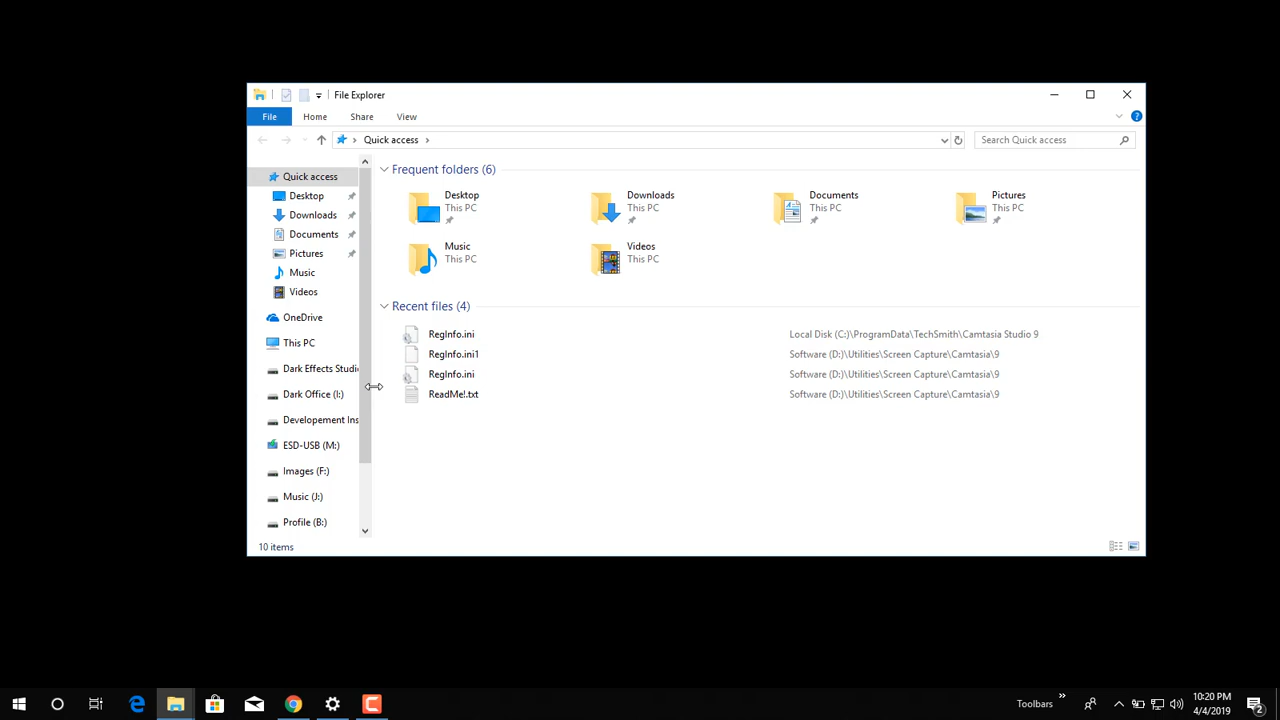 File Explorer
File Home Share View
Quick access
Search Quick access
Quick access
Desktop
Downloads
Documents
Pictures
Music
Videos
OneDrive
This PC
Dark Effects Studi
Dark Office (I:)
Developement Ins
ESD-USB (M:)
Images (F:)
Music (J:)
Profile (B:)
Frequent folders (6)
Desktop
This PC
Downloads
This PC
Documents
This PC
Pictures
This PC
Music
This PC
Videos
This PC
Recent files (4)
RegInfo.ini Local Disk (C:)\ProgramData\TechSmith\Camtasia Studio 9
RegInfo.ini1 Software (D:)\Utilities\Screen Capture\Camtasia\9
RegInfo.ini Software (D:)\Utilities\Screen Capture\Camtasia\9
ReadMe!.txt Software (D:)\Utilities\Screen Capture\Camtasia\9
10 items
Toolbars
10:20 PM
4/4/2019
2